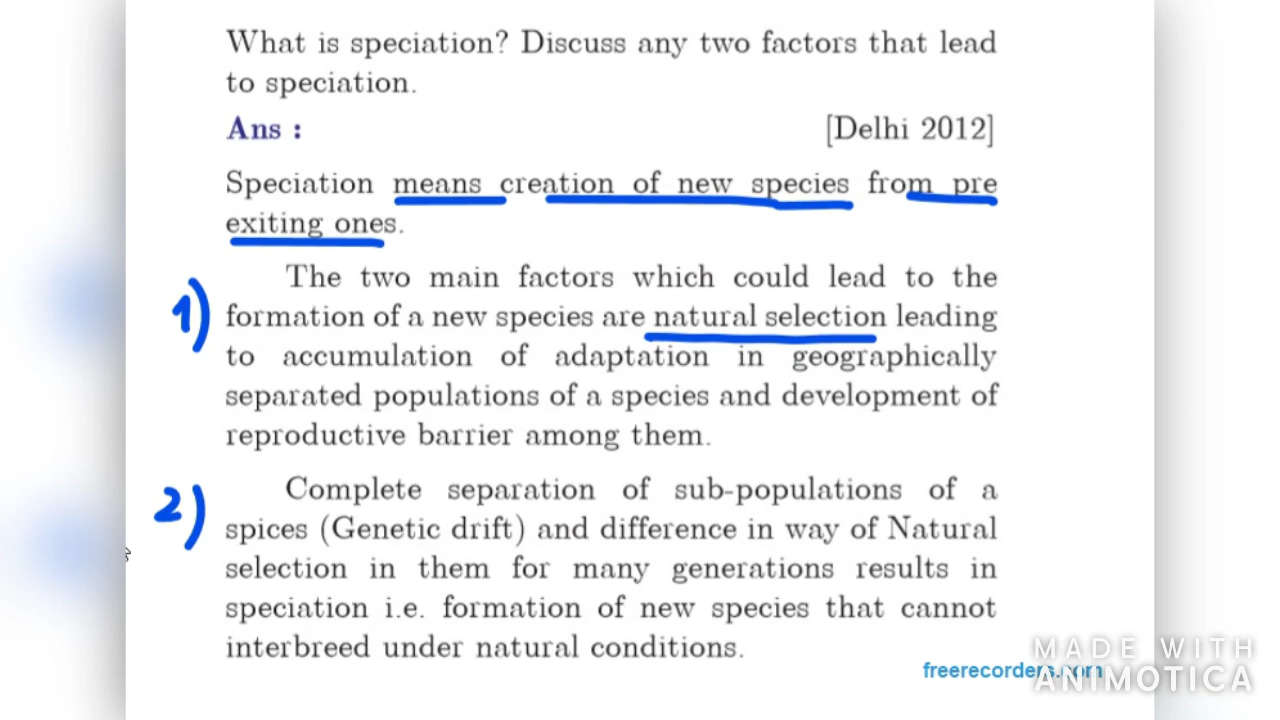 What is speciation? Discuss any two factors that lead
to speciation.
Ans :
[Delhi 2012]
Speciation means creation of new species from pre
exiting ones.
1)
The two main factors which could lead to the
formation of a new species are natural selection leading
to accumulation of adaptation in geographically
separated populations of a species and development of
reproductive barrier among them.
2)
Complete separation of sub-populations of a
spices (Genetic drift) and difference in way of Natural
selection in them for many generations results in
speciation i.e. formation of new species that cannot
interbreed under natural conditions.
MADE WITH
freerecorders.com
ANIMOTICA